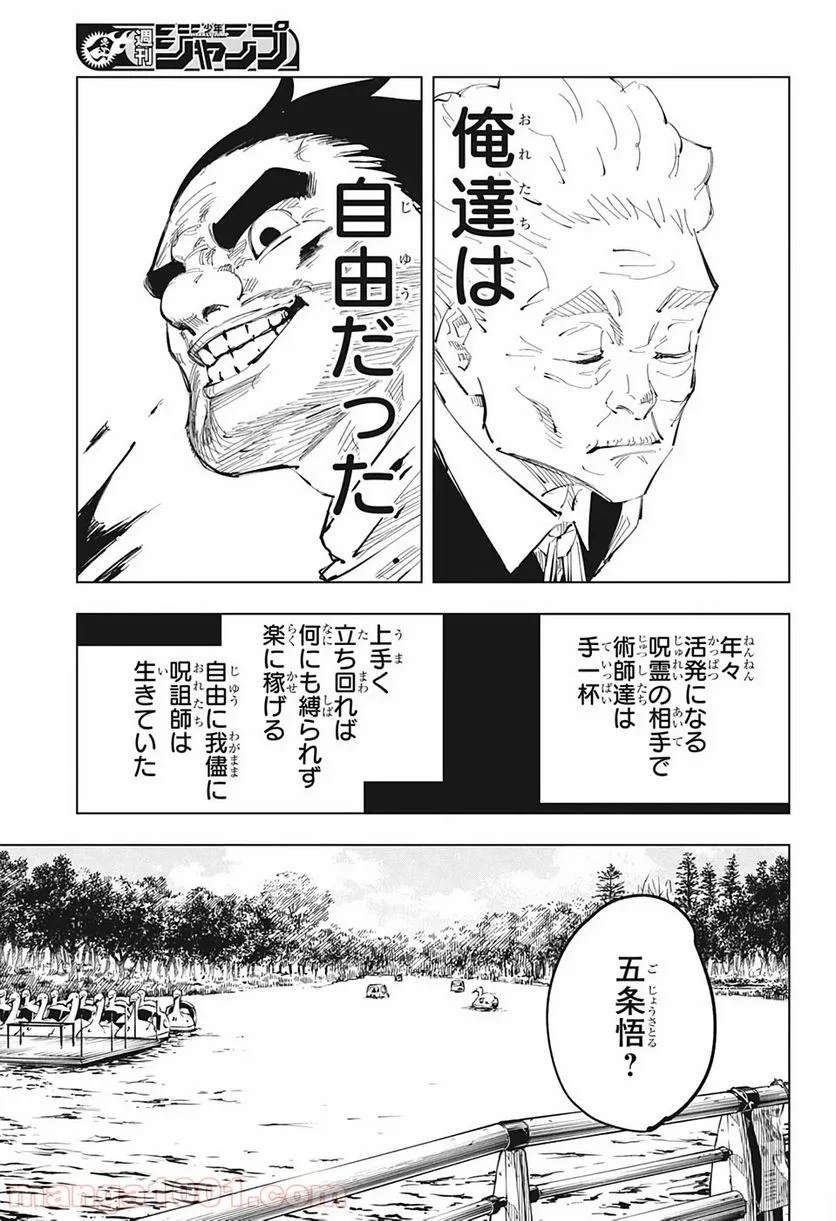 週刊
少年
ジャンプ
俺達は
自由だった
年々
活発になる
呪霊の相手で
術師達は
手一杯
上手く
立ち回れば
何にも縛られず
楽に稼げる
自由に我儘に
呪詛師は
生きていた
五条悟?
manga1001.com